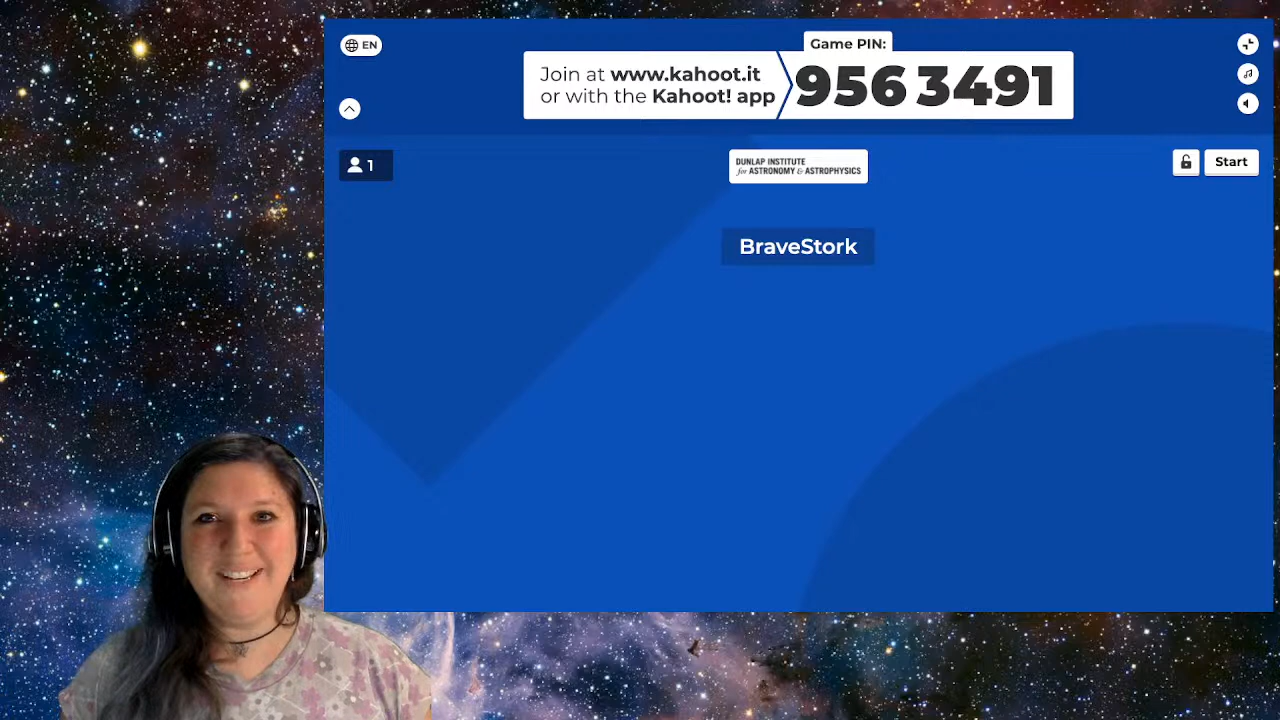 EN
Game PIN:
Join at www.kahoot.it
or with the Kahoot! app
956 3491
1
DUNLAP INSTITUTE
for ASTRONOMY & ASTROPHYSICS
Start
BraveStork